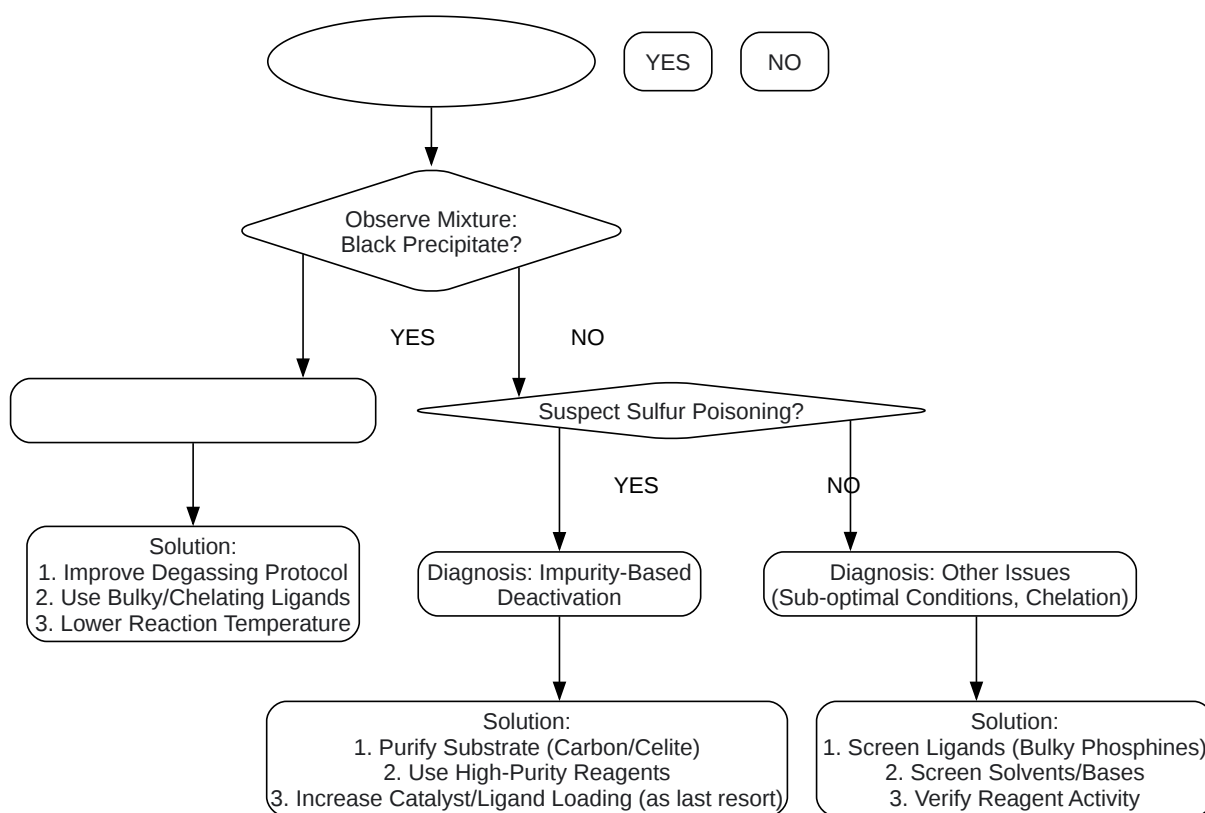 YES
NO
Observe Mixture:
Black Precipitate?
YES
NO
Suspect Sulfur Poisoning?
YES
NO
Solution:
1. Improve Degassing Protocol
2. Use Bulky/Chelating Ligands
3. Lower Reaction Temperature
Diagnosis: Impurity-Based
Deactivation
Diagnosis: Other Issues
(Sub-optimal Conditions, Chelation)
Solution:
1. Purify Substrate (Carbon/Celite)
2. Use High-Purity Reagents
3. Increase Catalyst/Ligand Loading (as last resort)
Solution:
1. Screen Ligands (Bulky Phosphines)
2. Screen Solvents/Bases
3. Verify Reagent Activity